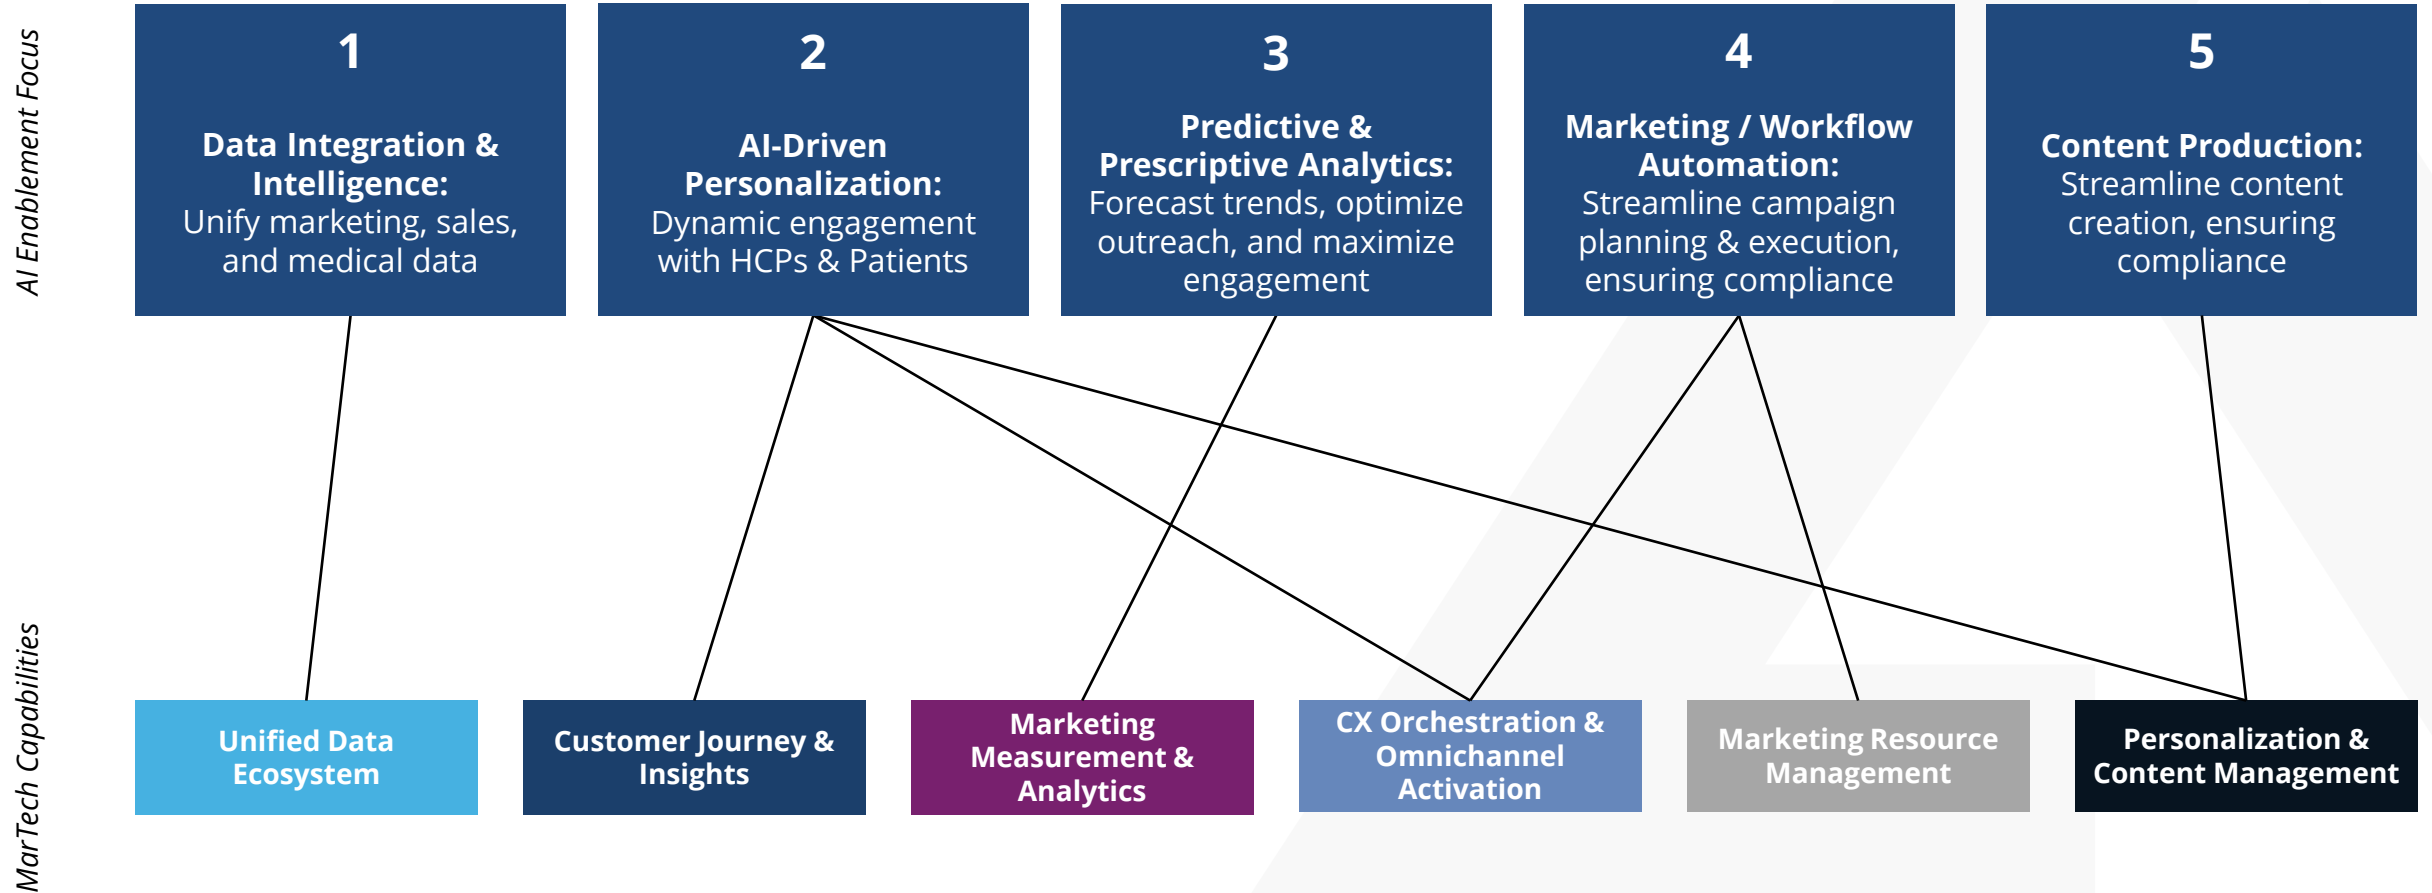 AI Enablement Focus
1
Data Integration &
Intelligence:
Unify marketing, sales,
and medical data
2
AI-Driven
Personalization:
Dynamic engagement
with HCPs & Patients
3
Predictive &
Prescriptive Analytics:
Forecast trends, optimize
outreach, and maximize
engagement
4
Marketing / Workflow
Automation:
Streamline campaign
planning & execution,
ensuring compliance
5
Content Production:
Streamline content
creation, ensuring
compliance
MarTech Capabilities
Unified Data
Ecosystem
Customer Journey &
Insights
Marketing
Measurement &
Analytics
CX Orchestration &
Omnichannel
Activation
Marketing Resource
Management
Personalization &
Content Management